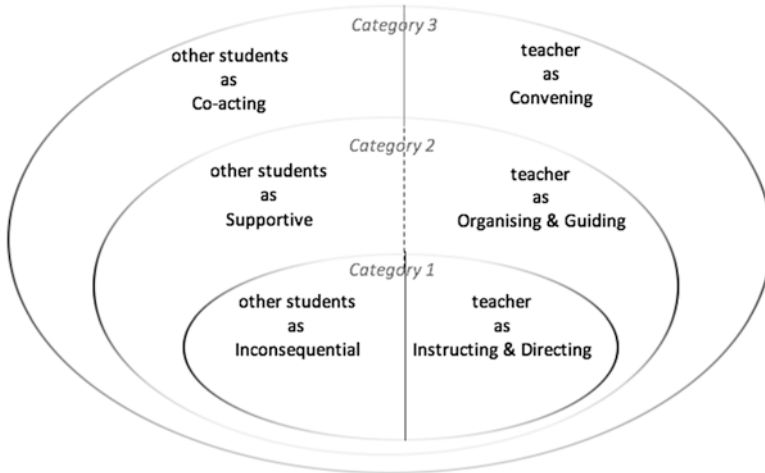 Category 3
other students
as
Co-acting
teacher
as
Convening
Category 2
other students
as
Supportive
teacher
as
Organising & Guiding
Category 1
other students
as
Inconsequential
teacher
as
Instructing & Directing